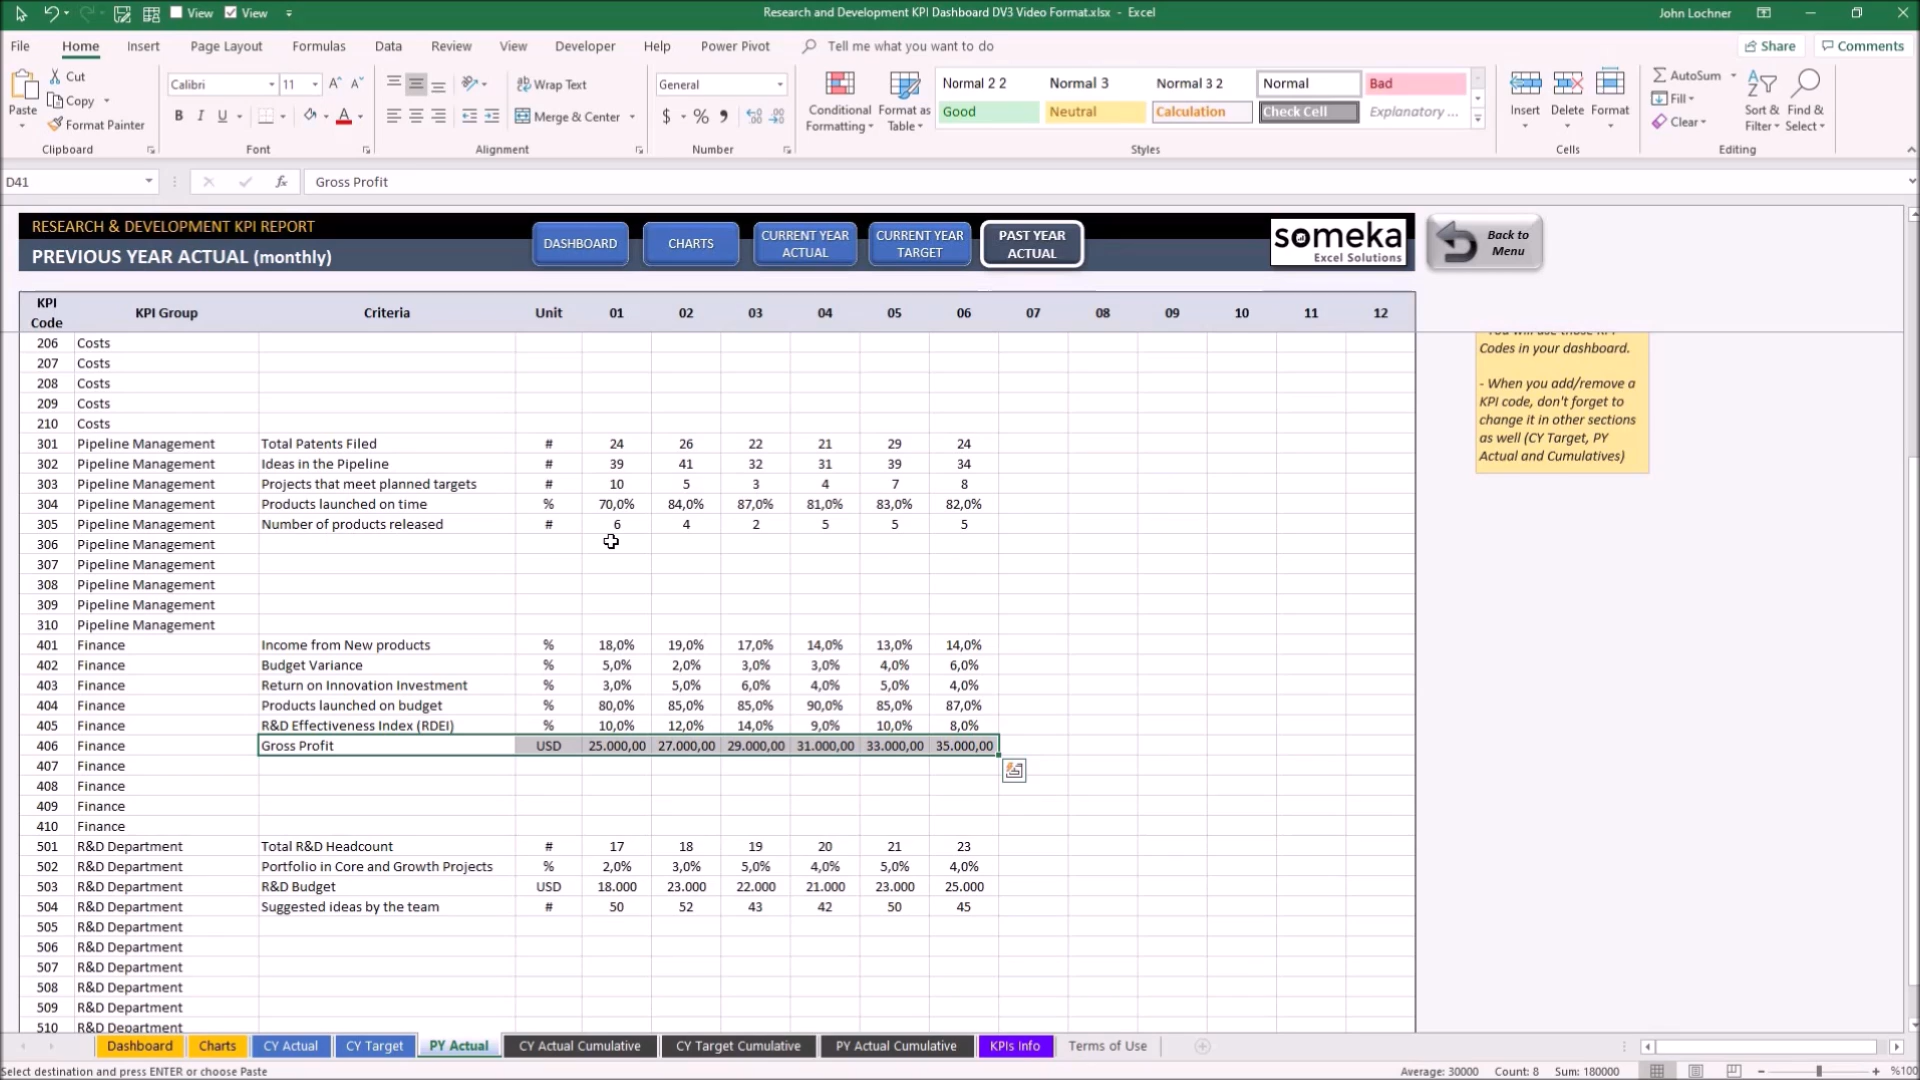 View View Research and Development KPI Dashboard DV3 Video Format.xlsx - Excel John Lochner
File Home Insert Page Layout Formulas Data Review View Developer Help Power Pivot Tell me what you want to do Share Comments
Paste Cut Copy Format Painter
Calibri 11 B I U
Wrap Text Merge & Center
General $ %
Conditional Formatting Format as Table
Normal 2 2 Normal 3 Normal 3 2 Normal Bad
Good Neutral Calculation Check Cell Explanatory ...
Insert Delete Format
AutoSum Fill Clear Sort & Filter Find & Select
Clipboard Font Alignment Number Styles Cells Editing
D41 fx Gross Profit
RESEARCH & DEVELOPMENT KPI REPORT
PREVIOUS YEAR ACTUAL (monthly)
DASHBOARD CHARTS CURRENT YEAR ACTUAL CURRENT YEAR TARGET PAST YEAR ACTUAL
someka
Excel Solutions
Back to
Menu
KPI Code KPI Group Criteria Unit 01 02 03 04 05 06 07 08 09 10 11 12
206 Costs
207 Costs
208 Costs
209 Costs
210 Costs
301 Pipeline Management Total Patents Filed # 24 26 22 21 29 24
302 Pipeline Management Ideas in the Pipeline # 39 41 32 31 39 34
303 Pipeline Management Projects that meet planned targets # 10 5 3 4 7 8
304 Pipeline Management Products launched on time % 70,0% 84,0% 87,0% 81,0% 83,0% 82,0%
305 Pipeline Management Number of products released # 6 4 2 5 5 5
306 Pipeline Management
307 Pipeline Management
308 Pipeline Management
309 Pipeline Management
310 Pipeline Management
401 Finance Income from New products % 18,0% 19,0% 17,0% 14,0% 13,0% 14,0%
402 Finance Budget Variance % 5,0% 2,0% 3,0% 3,0% 4,0% 6,0%
403 Finance Return on Innovation Investment % 3,0% 5,0% 6,0% 4,0% 5,0% 4,0%
404 Finance Products launched on budget % 80,0% 85,0% 85,0% 90,0% 85,0% 87,0%
405 Finance R&D Effectiveness Index (RDEI) % 10,0% 12,0% 14,0% 9,0% 10,0% 8,0%
406 Finance Gross Profit USD 25.000,00 27.000,00 29.000,00 31.000,00 33.000,00 35.000,00
407 Finance
408 Finance
409 Finance
410 Finance
501 R&D Department Total R&D Headcount # 17 18 19 20 21 23
502 R&D Department Portfolio in Core and Growth Projects % 2,0% 3,0% 5,0% 4,0% 5,0% 4,0%
503 R&D Department R&D Budget USD 18.000 23.000 22.000 21.000 23.000 25.000
504 R&D Department Suggested ideas by the team # 50 52 43 42 50 45
505 R&D Department
506 R&D Department
507 R&D Department
508 R&D Department
509 R&D Department
510 R&D Department
Codes in your dashboard.
- When you add/remove a
KPI code, don't forget to
change it in other sections
as well (CY Target, PY
Actual and Cumulatives)
Dashboard Charts CY Actual CY Target PY Actual CY Actual Cumulative CY Target Cumulative PY Actual Cumulative KPIs Info Terms of Use
Select destination and press ENTER or choose Paste Average: 30000 Count: 8 Sum: 180000 %100